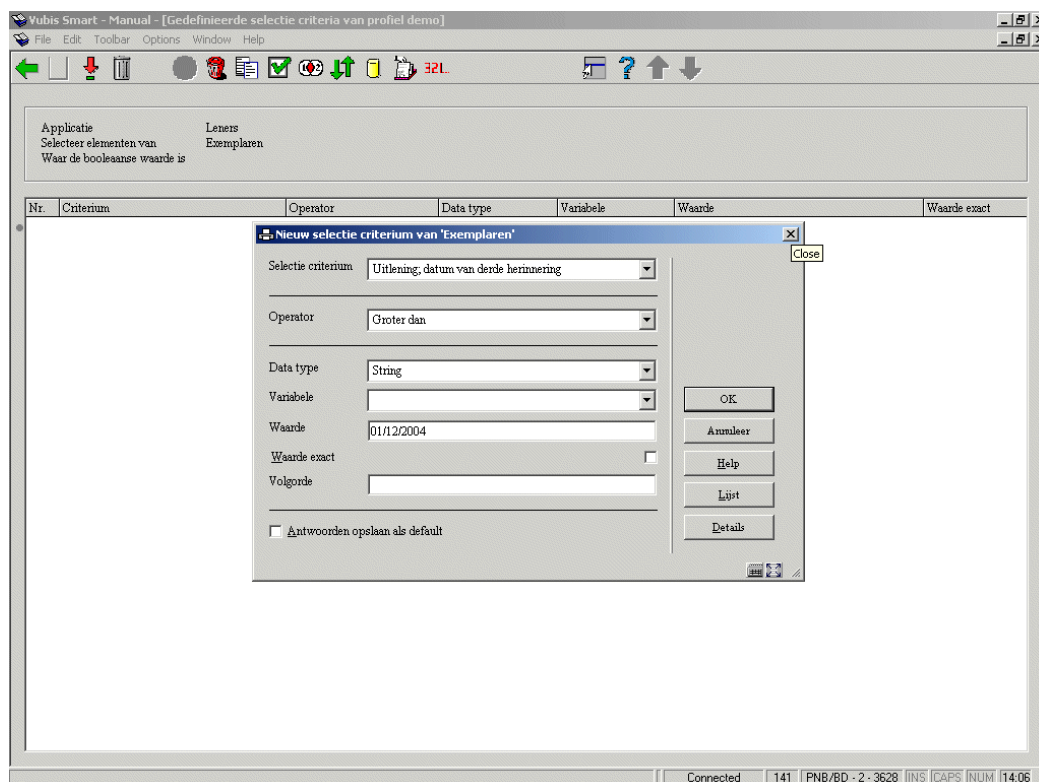 Vubis Smart - Manual - [Gedefinieerde selectie criteria van profiel demo]
File Edit Toolbar Options Window Help
321..
Applicatie Leners
Selecteer elementen van Exemplaren
Waar de booleaanse waarde is
Nr. Criterium Operator Data type Variabele Waarde Waarde exact
Nieuw selectie criterium van 'Exemplaren'
Close
Selectie criterium Uitlening; datum van derde herinnering
Operator Groter dan
Data type String
Variabele OK
Waarde 01/12/2004 Annuleer
Waarde exact Help
Volgorde Lijst
Antwoorden opslaan als default Details
Connected 141 PNB/BD - 2 - 3628 INS CAPS NUM 14:06